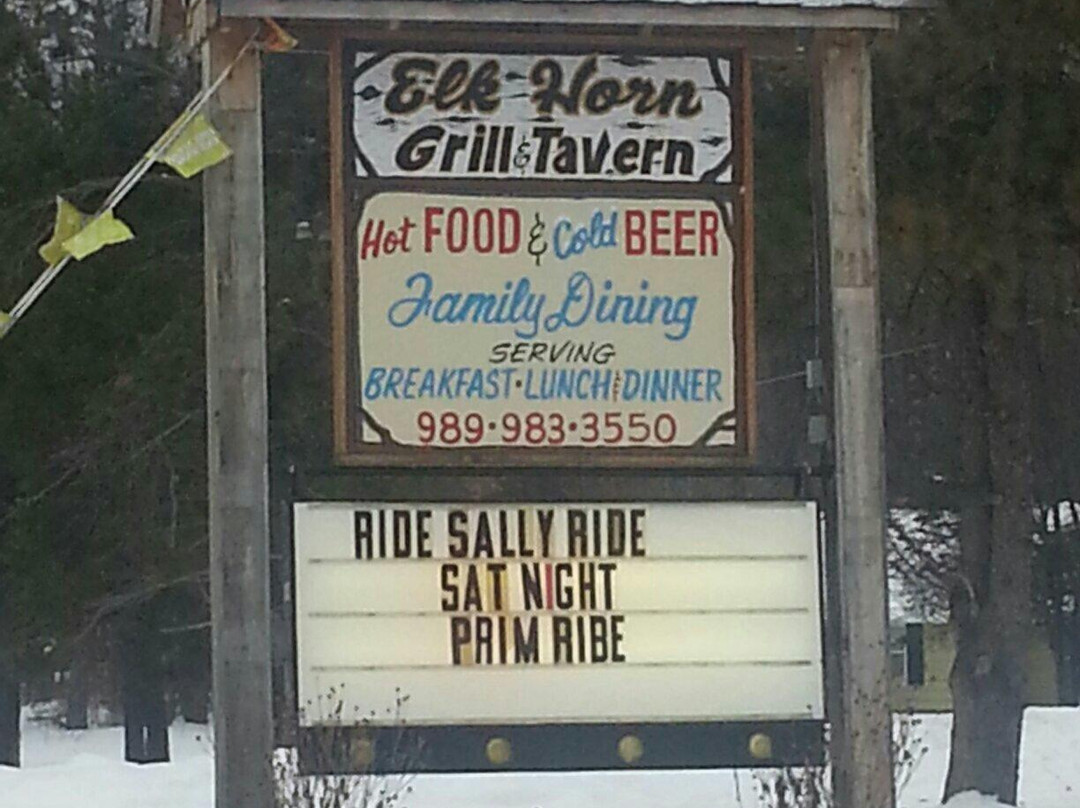 Elk Horn
Grill & Tavern
Hot FOOD & Cold BEER
Family Dining
SERVING
BREAKFAST • LUNCH & DINNER
989•983•3550
RIDE SALLY RIDE
SAT NIGHT
PRIM RIBE